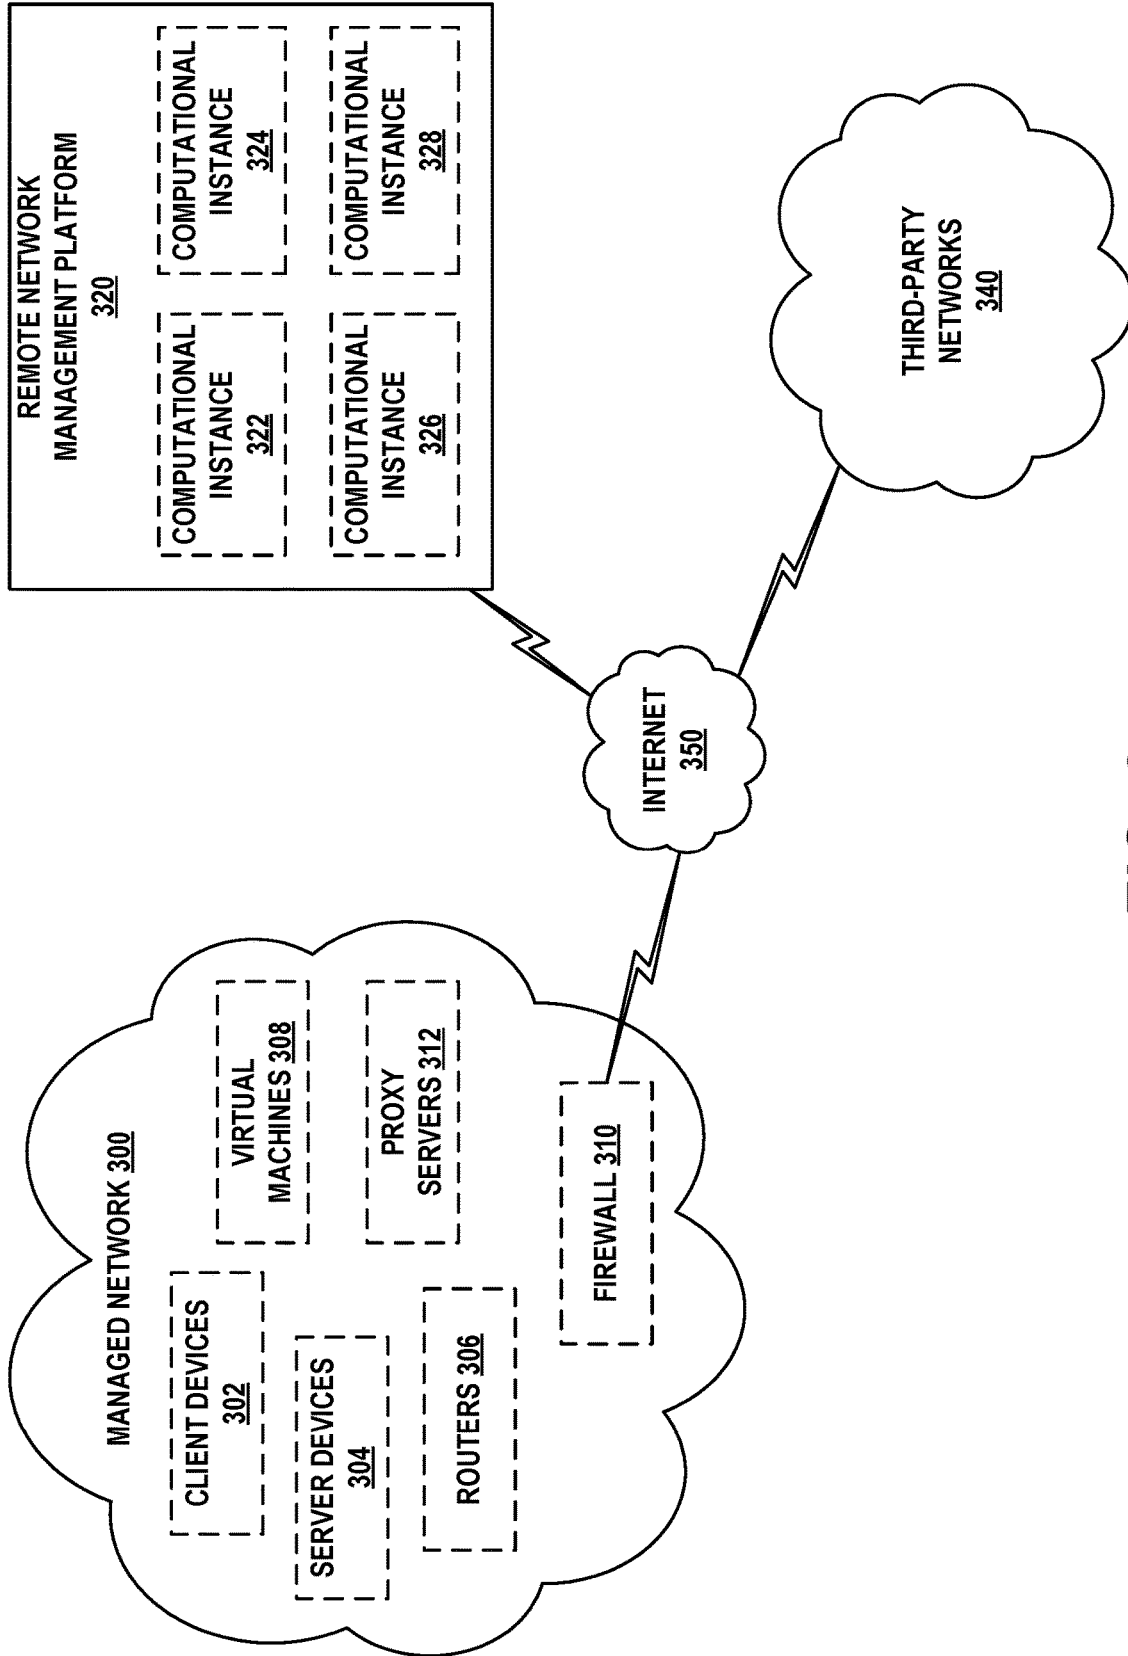 MANAGED NETWORK 300
CLIENT DEVICES
302
SERVER DEVICES
304
ROUTERS 306
VIRTUAL
MACHINES 308
PROXY
SERVERS 312
FIREWALL 310
INTERNET
350
REMOTE NETWORK
MANAGEMENT PLATFORM
320
COMPUTATIONAL
INSTANCE
322
COMPUTATIONAL
INSTANCE
324
COMPUTATIONAL
INSTANCE
326
COMPUTATIONAL
INSTANCE
328
THIRD-PARTY
NETWORKS
340